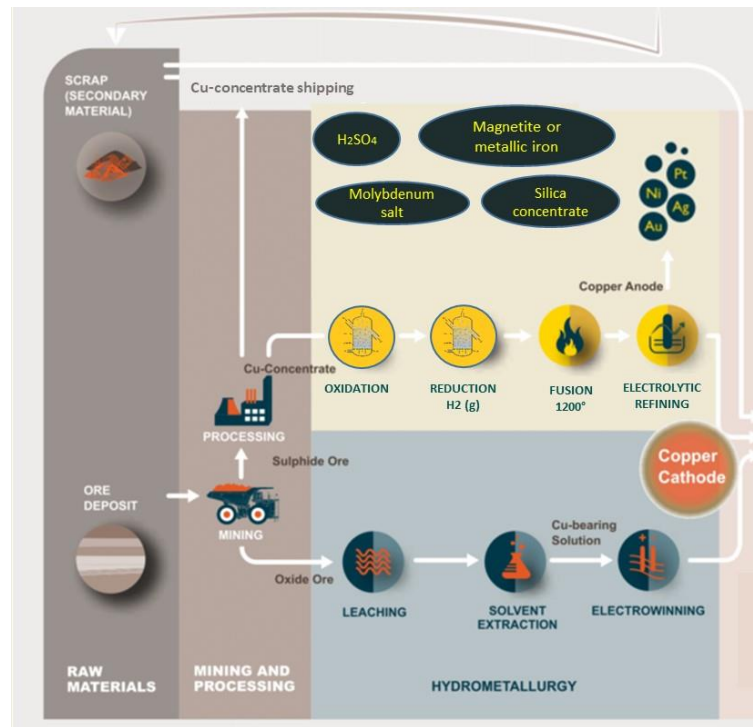 SCRAP
(SECONDARY
MATERIAL)
Cu-concentrate shipping
H₂SO₄
Magnetite or
metallic iron
Molybdenum
salt
Silica
concentrate
Pt
Ni
Ag
Au
Copper Anode
Cu-Concentrate
OXIDATION
REDUCTION
H2 (g)
FUSION
1200°
ELECTROLYTIC
REFINING
PROCESSING
Sulphide Ore
ORE
DEPOSIT
MINING
Copper
Cathode
Oxide Ore
Cu-bearing
Solution
LEACHING
SOLVENT
EXTRACTION
ELECTROWINNING
RAW
MATERIALS
MINING AND
PROCESSING
HYDROMETALLURGY